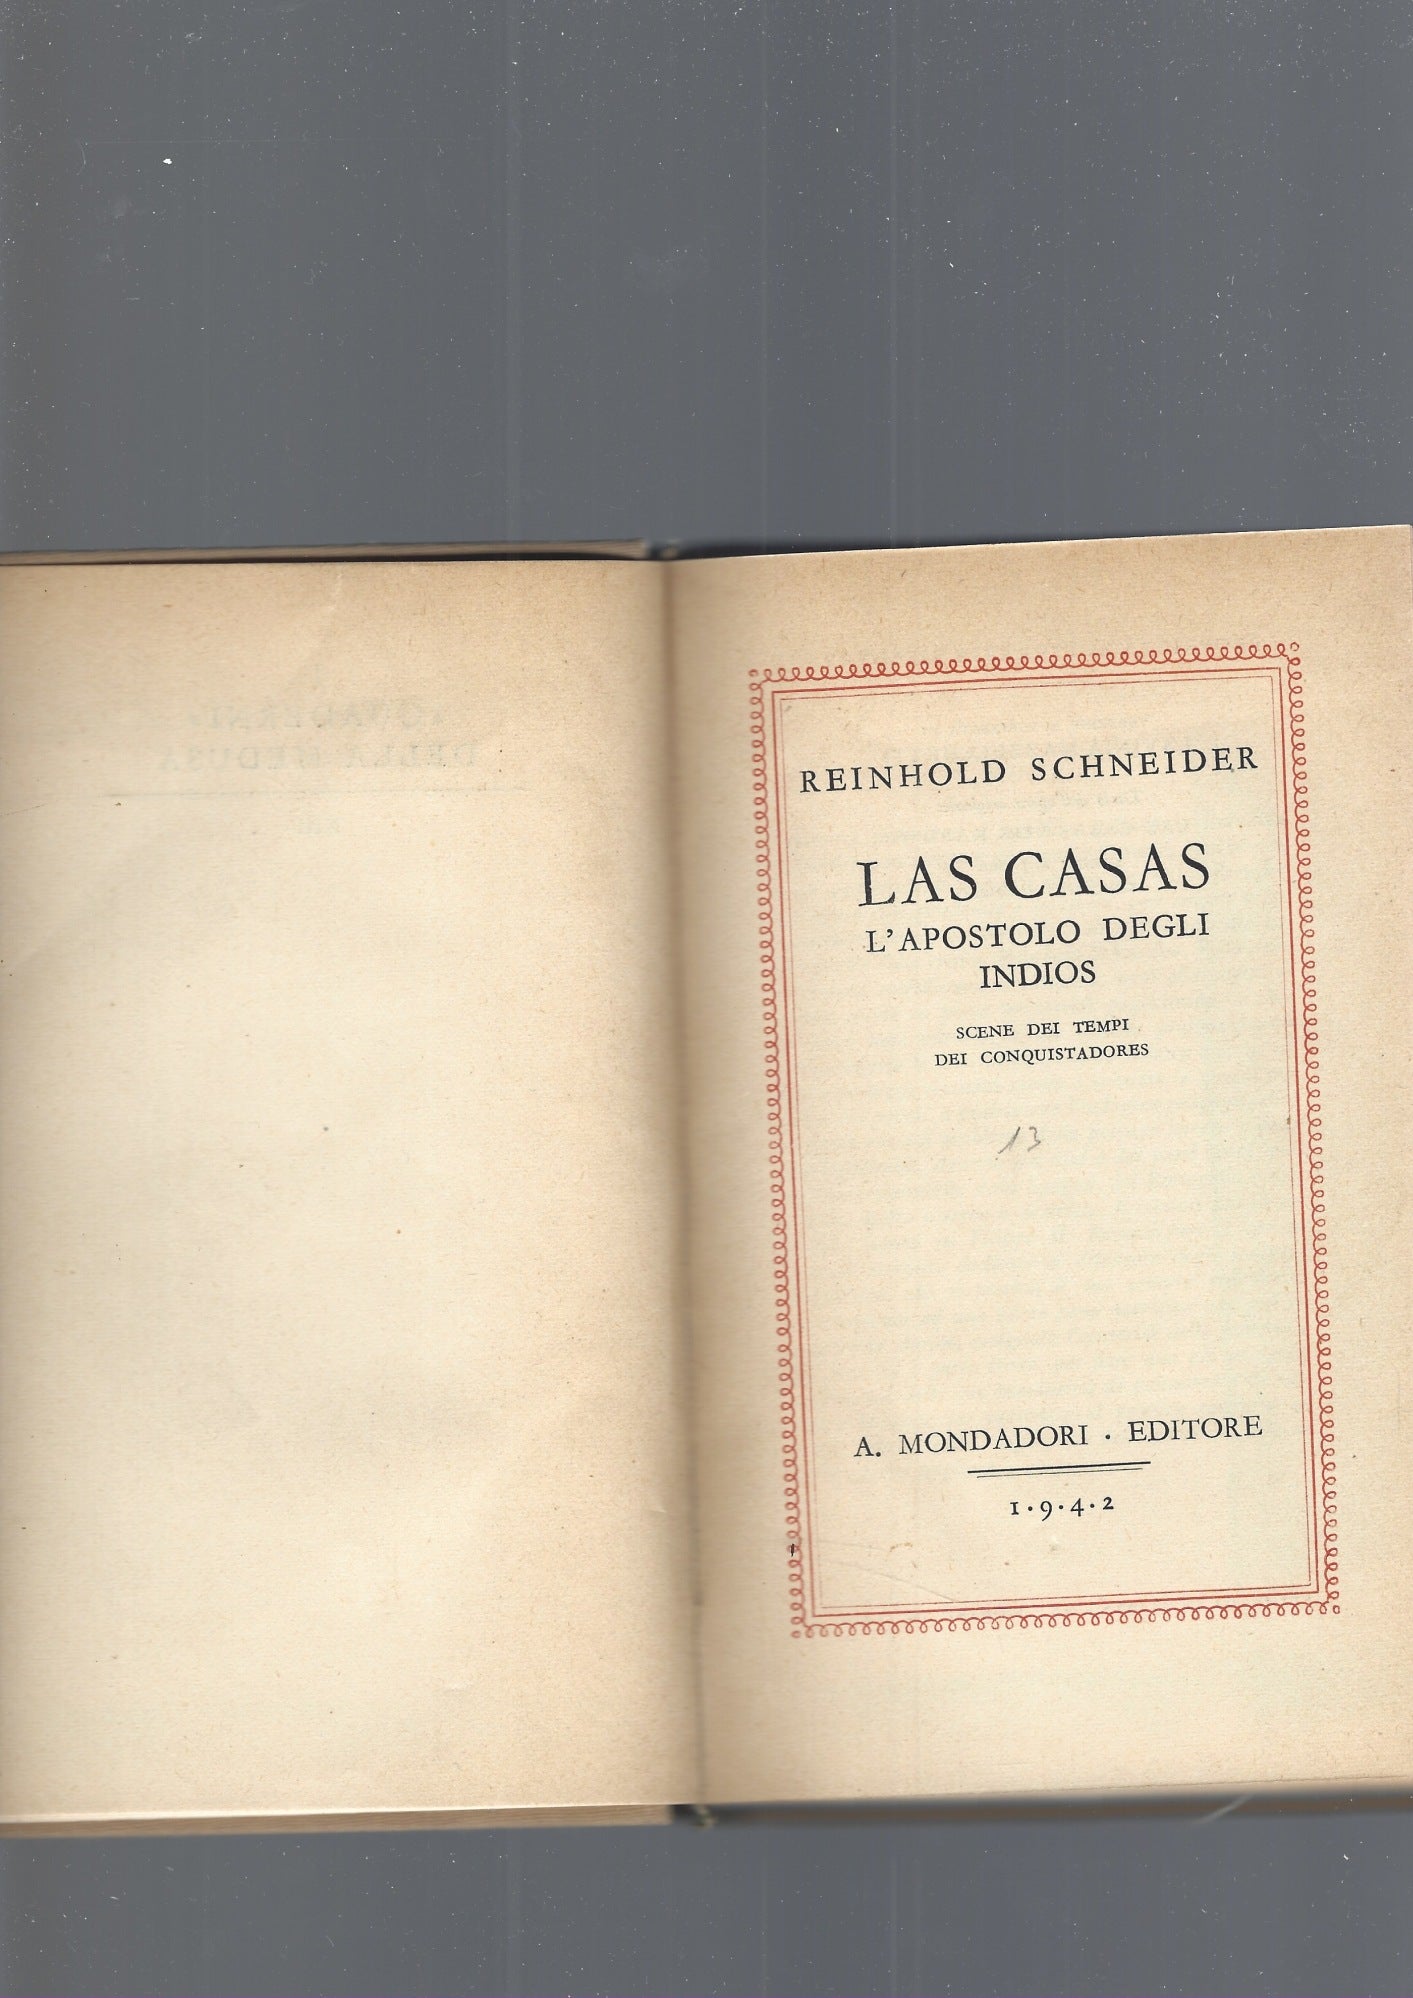 REINHOLD SCHNEIDER
LAS CASAS
L'APOSTOLO DEGLI
INDIOS
SCENE DEI TEMPI
DEI CONQUISTADORES
13
A. MONDADORI · EDITORE
1·9·4·2